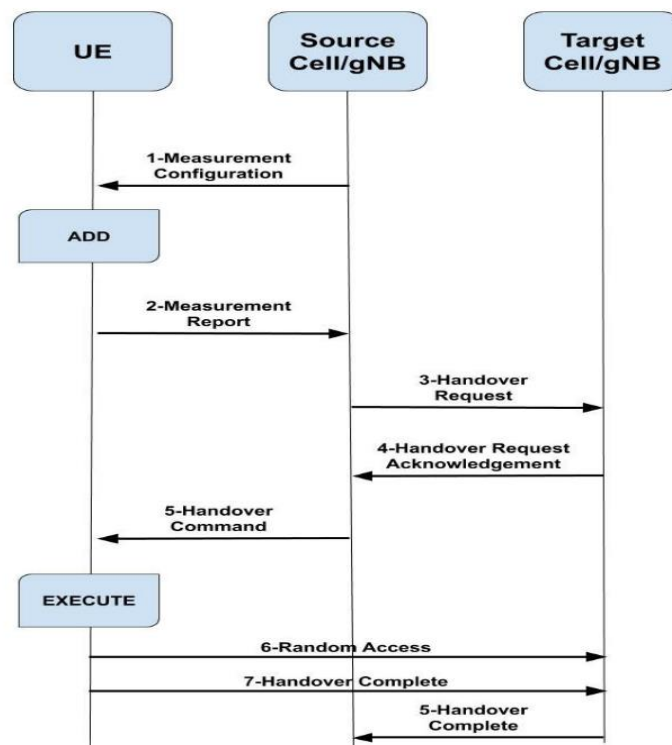 UE
Source
Cell/gNB
Target
Cell/gNB
1-Measurement
Configuration
ADD
2-Measurement
Report
3-Handover
Request
4-Handover Request
Acknowledgement
5-Handover
Command
EXECUTE
6-Random Access
7-Handover Complete
5-Handover
Complete